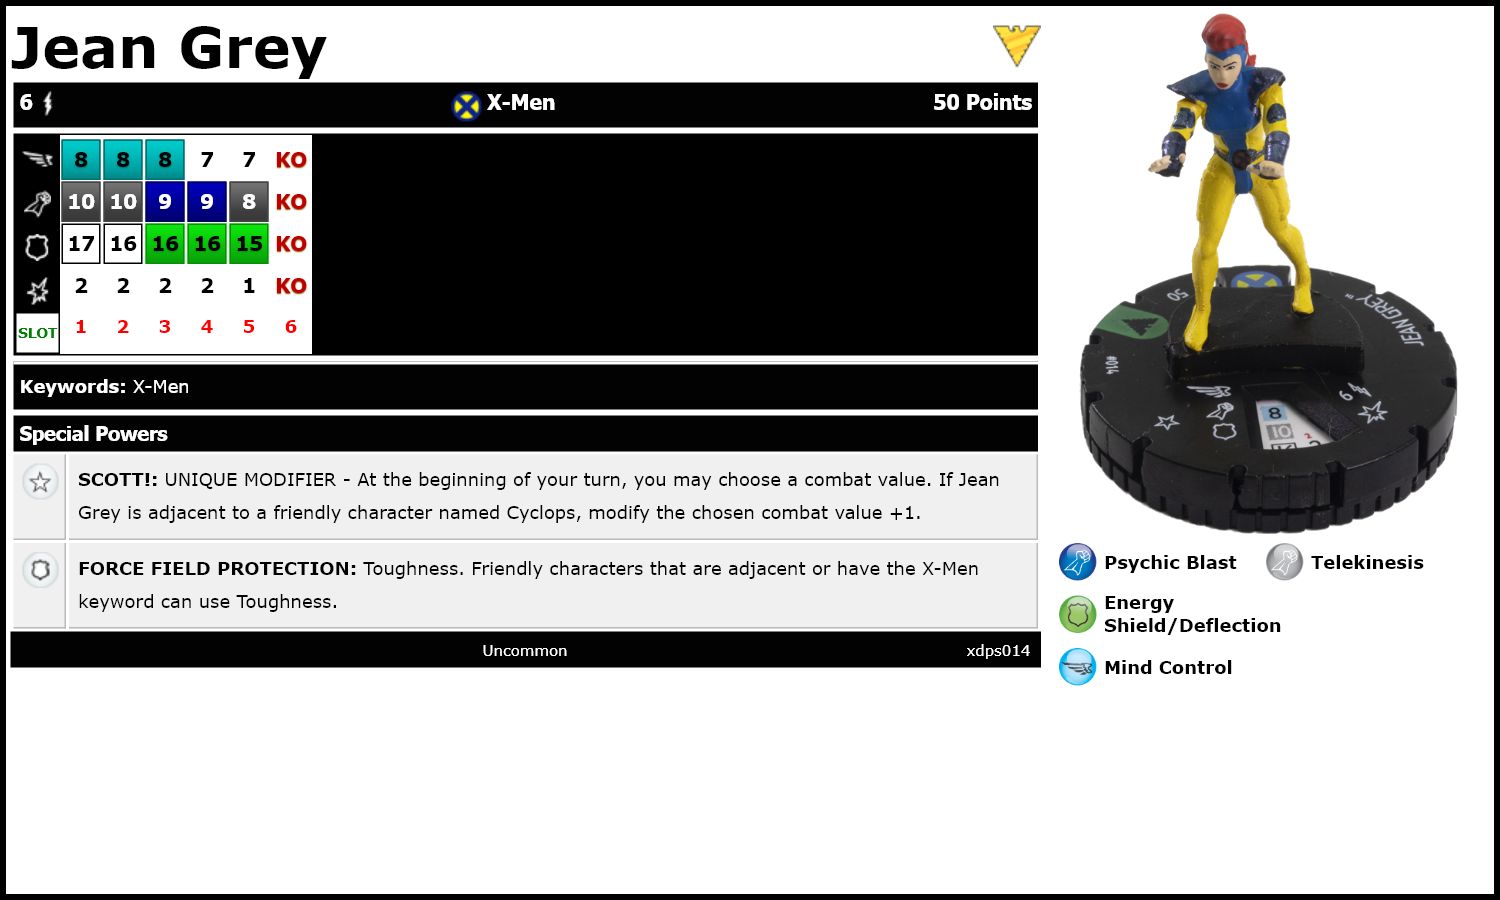 Jean Grey
6 X-Men 50 Points
8 8 8 7 7 KO
10 10 9 9 8 KO
17 16 16 16 15 KO
2 2 2 2 1 KO
SLOT 1 2 3 4 5 6
Keywords: X-Men
Special Powers
SCOTT!: UNIQUE MODIFIER - At the beginning of your turn, you may choose a combat value. If Jean
Grey is adjacent to a friendly character named Cyclops, modify the chosen combat value +1.
FORCE FIELD PROTECTION: Toughness. Friendly characters that are adjacent or have the X-Men
keyword can use Toughness.
Uncommon xdps014
50
JEAN GREY™
#014
6
8
10
2
Psychic Blast Telekinesis
Energy
Shield/Deflection
Mind Control